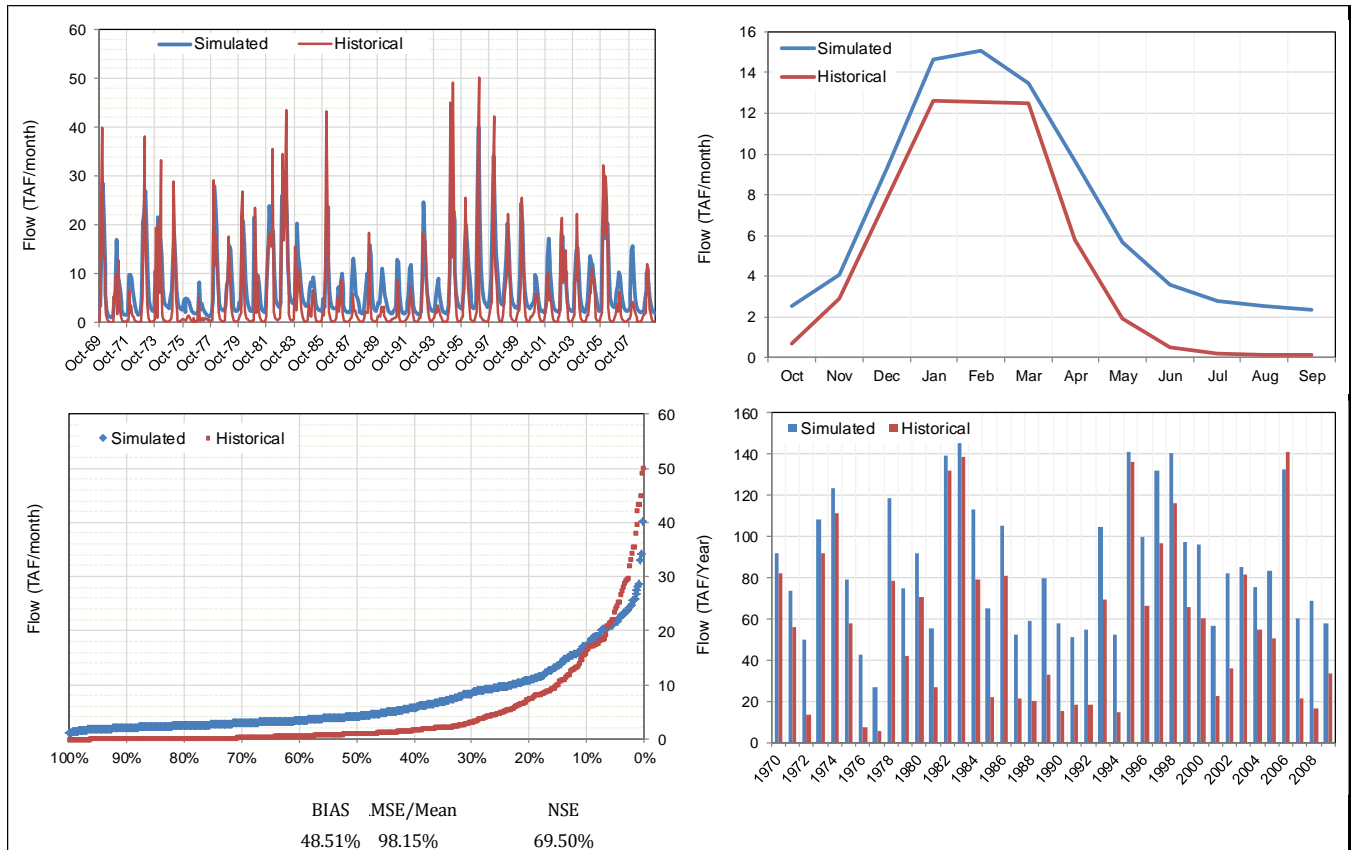 Flow (TAF/month)
60
50
40
30
20
10
0
Simulated
Historical
Oct-69
Oct-71
Oct-73
Oct-75
Oct-77
Oct-79
Oct-81
Oct-83
Oct-85
Oct-87
Oct-89
Oct-91
Oct-93
Oct-95
Oct-97
Oct-99
Oct-01
Oct-03
Oct-05
Oct-07
Flow (TAF/month)
16
14
12
10
8
6
4
2
0
Simulated
Historical
Oct Nov Dec Jan Feb Mar Apr May Jun Jul Aug Sep
Flow (TAF/month)
Simulated
Historical
60
50
40
30
20
10
0
100% 90% 80% 70% 60% 50% 40% 30% 20% 10% 0%
Flow (TAF/Year)
160
140
120
100
80
60
40
20
0
Simulated
Historical
1970
1972
1974
1976
1978
1980
1982
1984
1986
1988
1990
1992
1994
1996
1998
2000
2002
2004
2006
2008
BIAS MSE/Mean NSE
48.51% 98.15% 69.50%